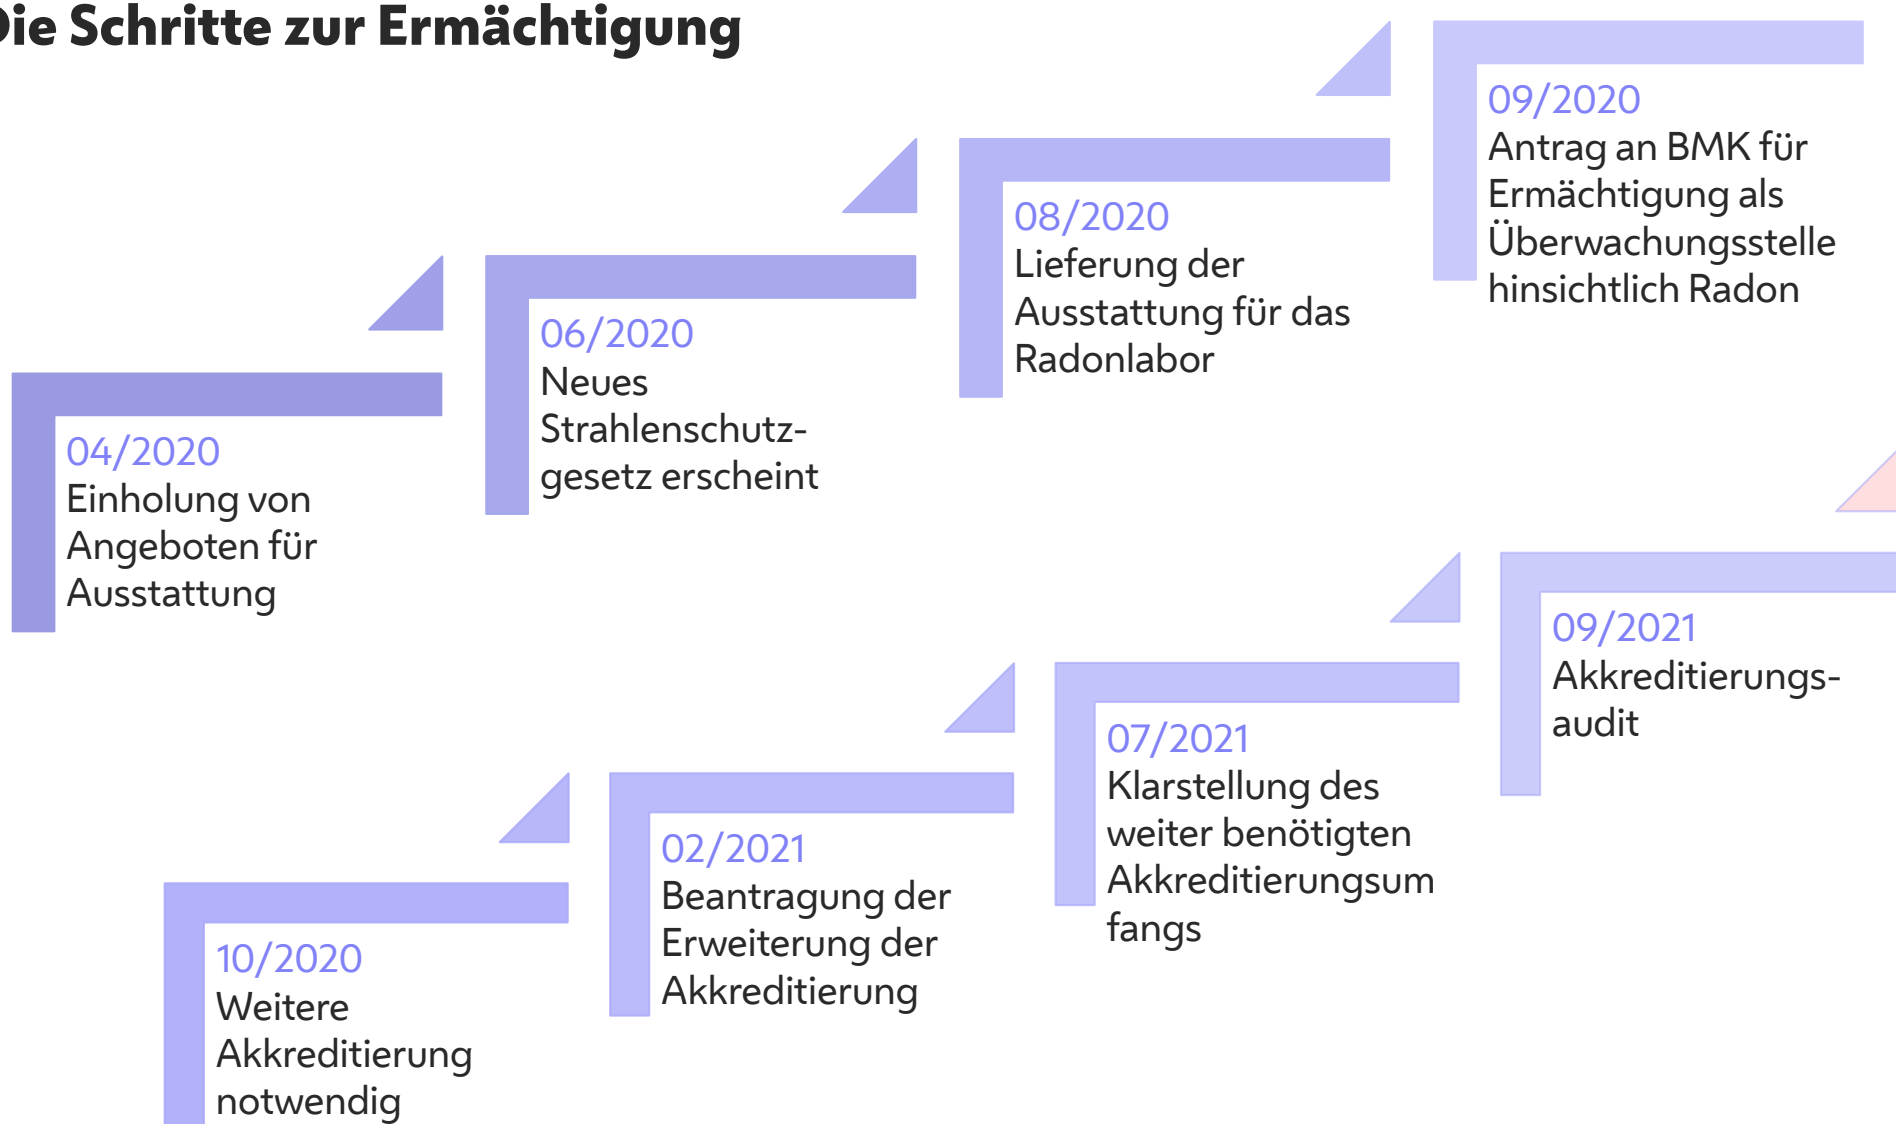 Die Schritte zur Ermächtigung
04/2020
Einholung von
Angeboten für
Ausstattung
06/2020
Neues
Strahlenschutz-
gesetz erscheint
08/2020
Lieferung der
Ausstattung für das
Radonlabor
09/2020
Antrag an BMK für
Ermächtigung als
Überwachungsstelle
hinsichtlich Radon
10/2020
Weitere
Akkreditierung
notwendig
02/2021
Beantragung der
Erweiterung der
Akkreditierung
07/2021
Klarstellung des
weiter benötigten
Akkreditierungsum
fangs
09/2021
Akkreditierungs-
audit